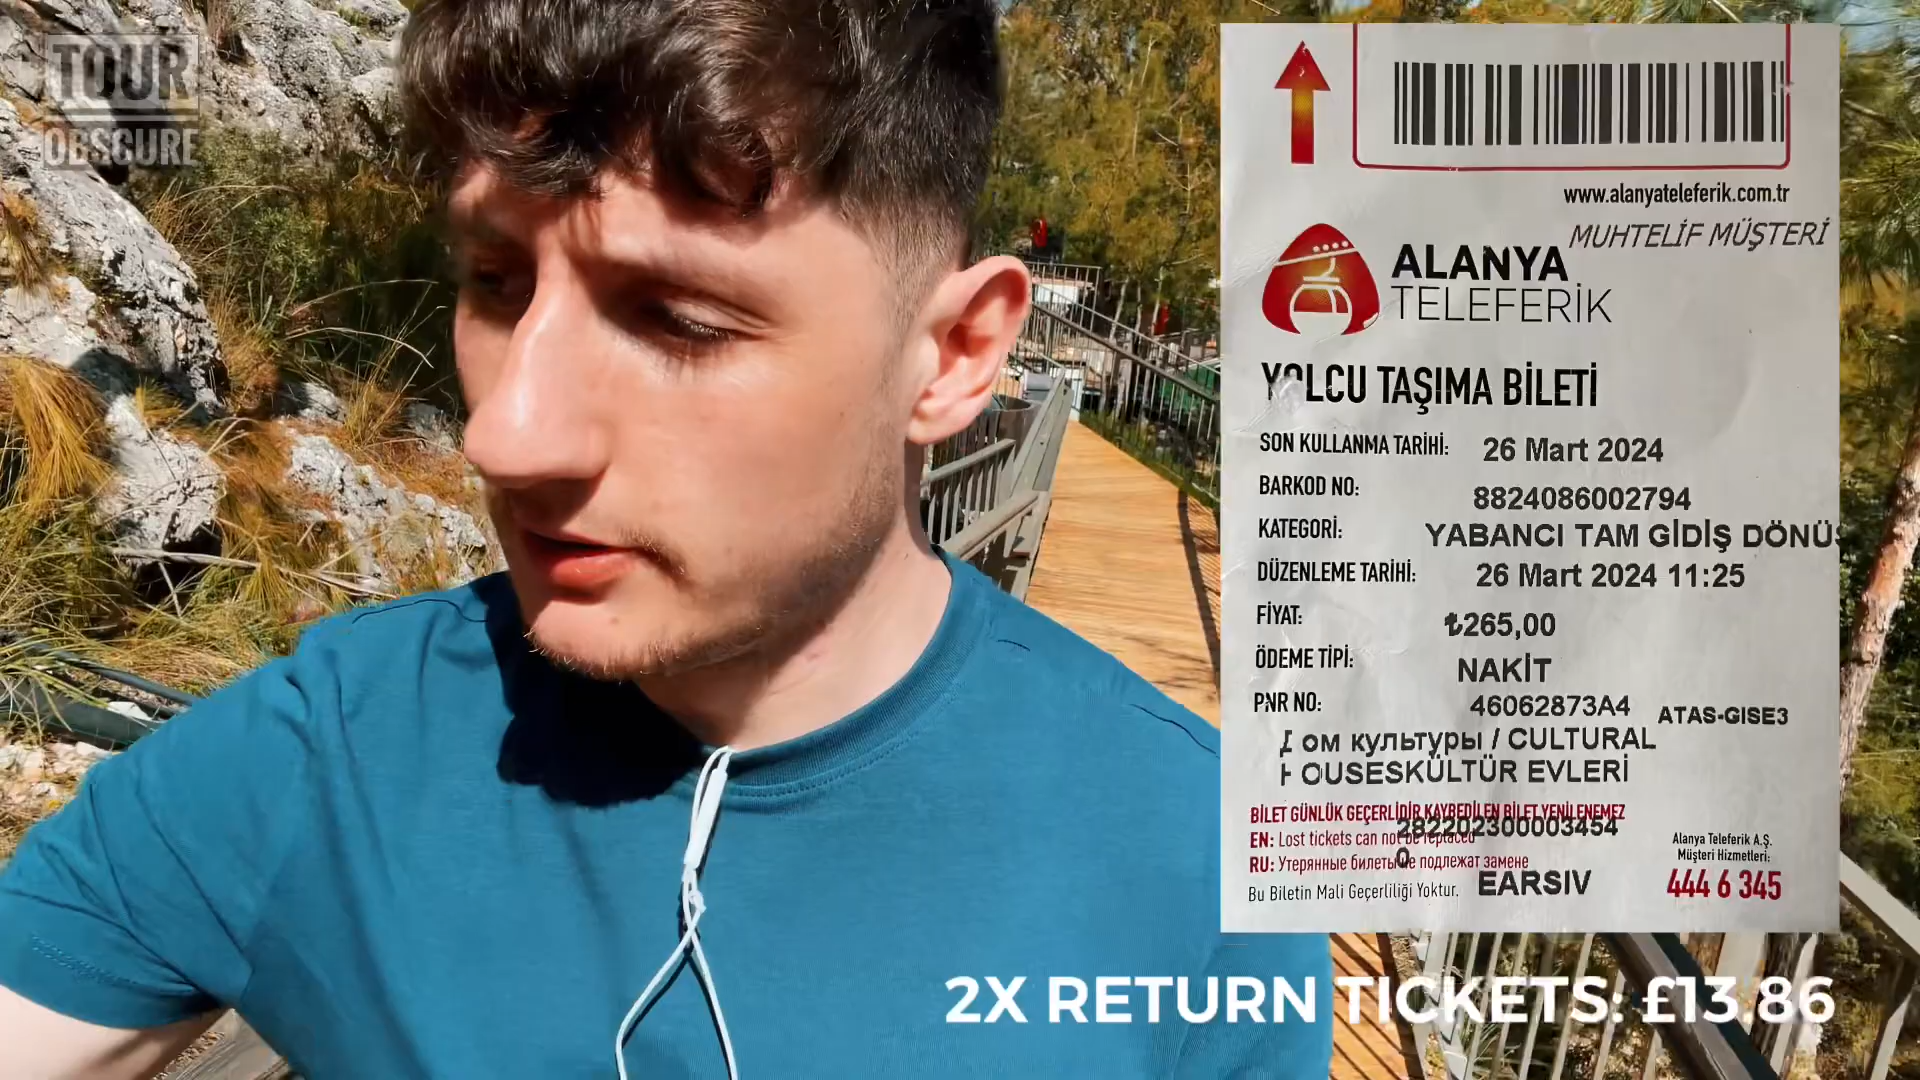 TOUR
OBSCURE
www.alanyateleferik.com.tr
MUHTELİF MÜŞTERİ
ALANYA
TELEFERİK
YOLCU TAŞIMA BİLETİ
SON KULLANMA TARİHİ: 26 Mart 2024
BARKOD NO: 8824086002794
KATEGORİ: YABANCI TAM GİDİŞ DÖNÜŞ
DÜZENLEME TARİHİ: 26 Mart 2024 11:25
FİYAT: ₺265,00
ÖDEME TİPİ: NAKİT
PNR NO: 46062873A4 ATAS-GISE3
Дом культуры / CULTURAL
HOUSESKÜLTÜR EVLERİ
BİLET GÜNLÜK GEÇERLİDİR KAYBEDİLEN BİLET YENİLENEMEZ
282202300003454
EN: Lost tickets can not be replaced
0
RU: Утерянные билеты не подлежат замене
Bu Biletin Mali Geçerliliği Yoktur. EARSIV
Alanya Teleferik A.Ş.
Müşteri Hizmetleri:
444 6 345
2X RETURN TICKETS: £13.86